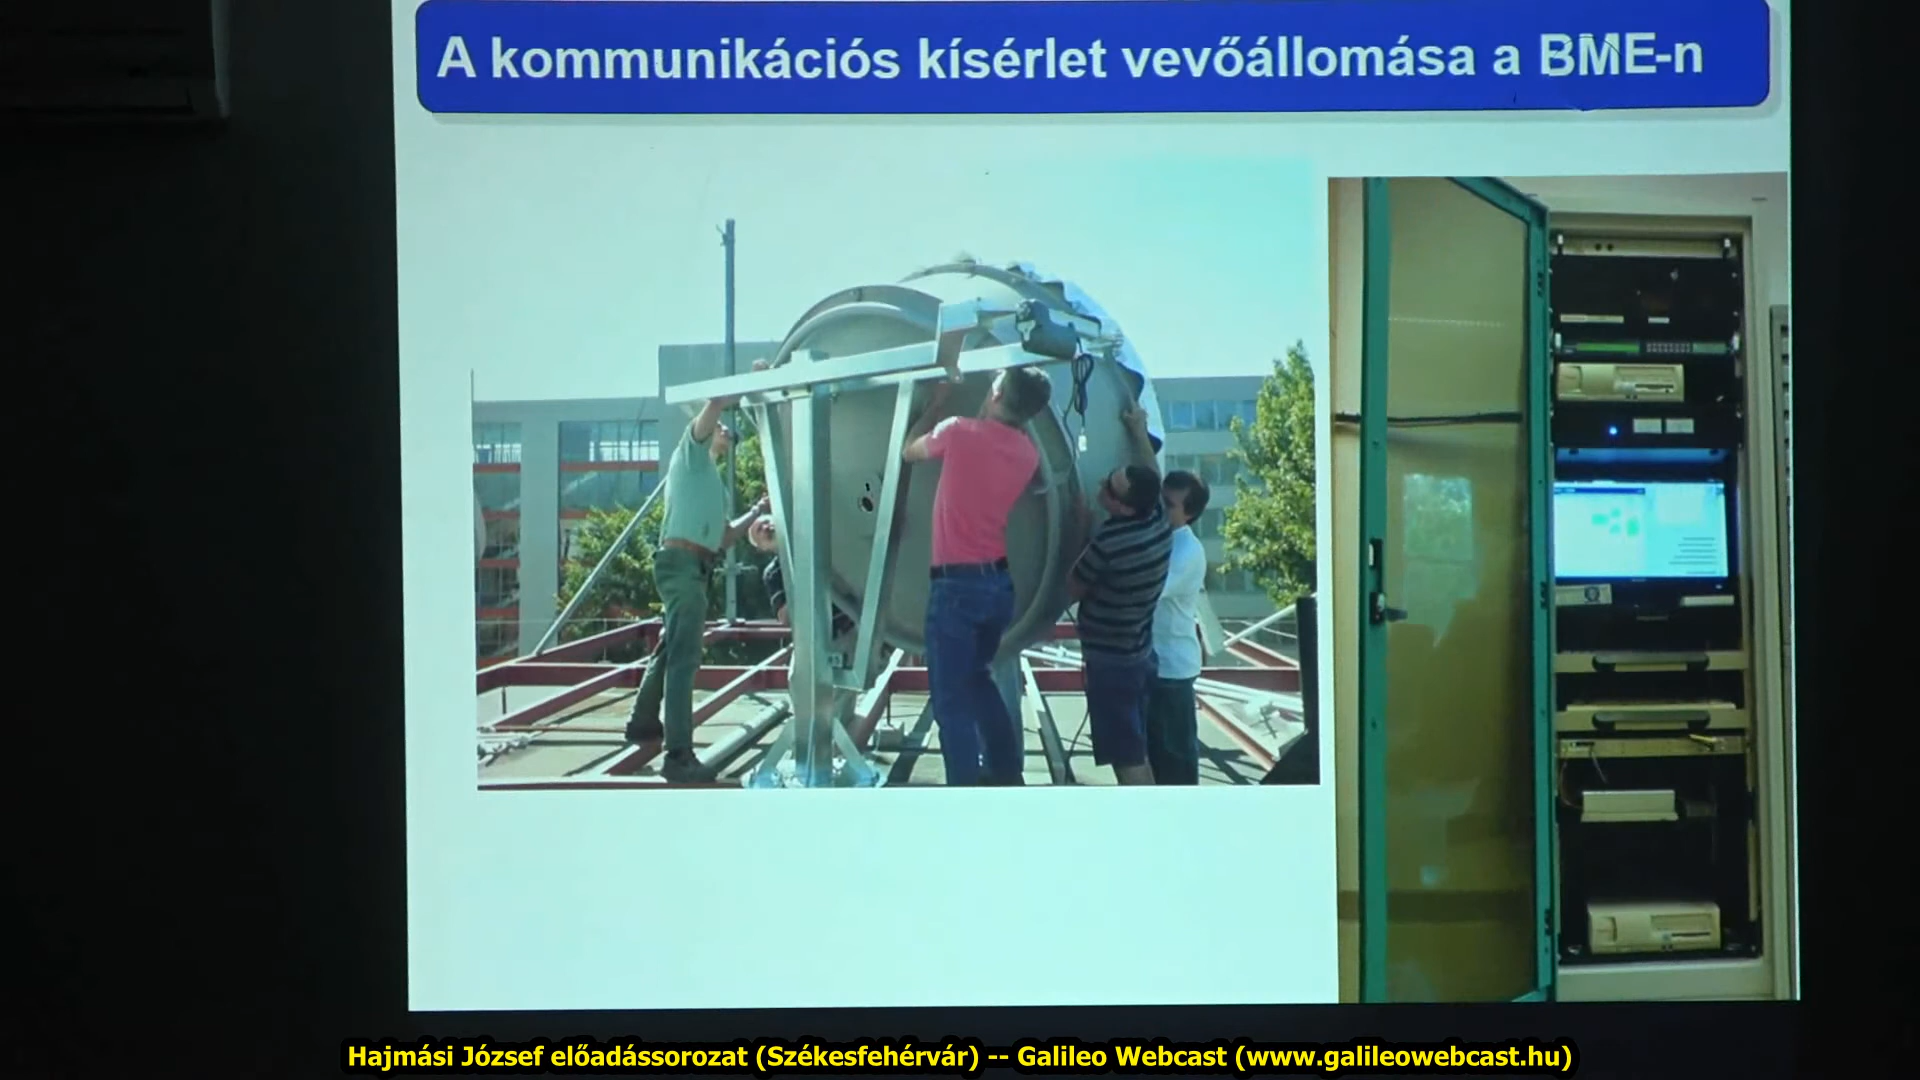 A kommunikációs kísérlet vevőállomása a BME-n
Hajmási József előadássorozat (Székesfehérvár) -- Galileo Webcast (www.galileowebcast.hu)